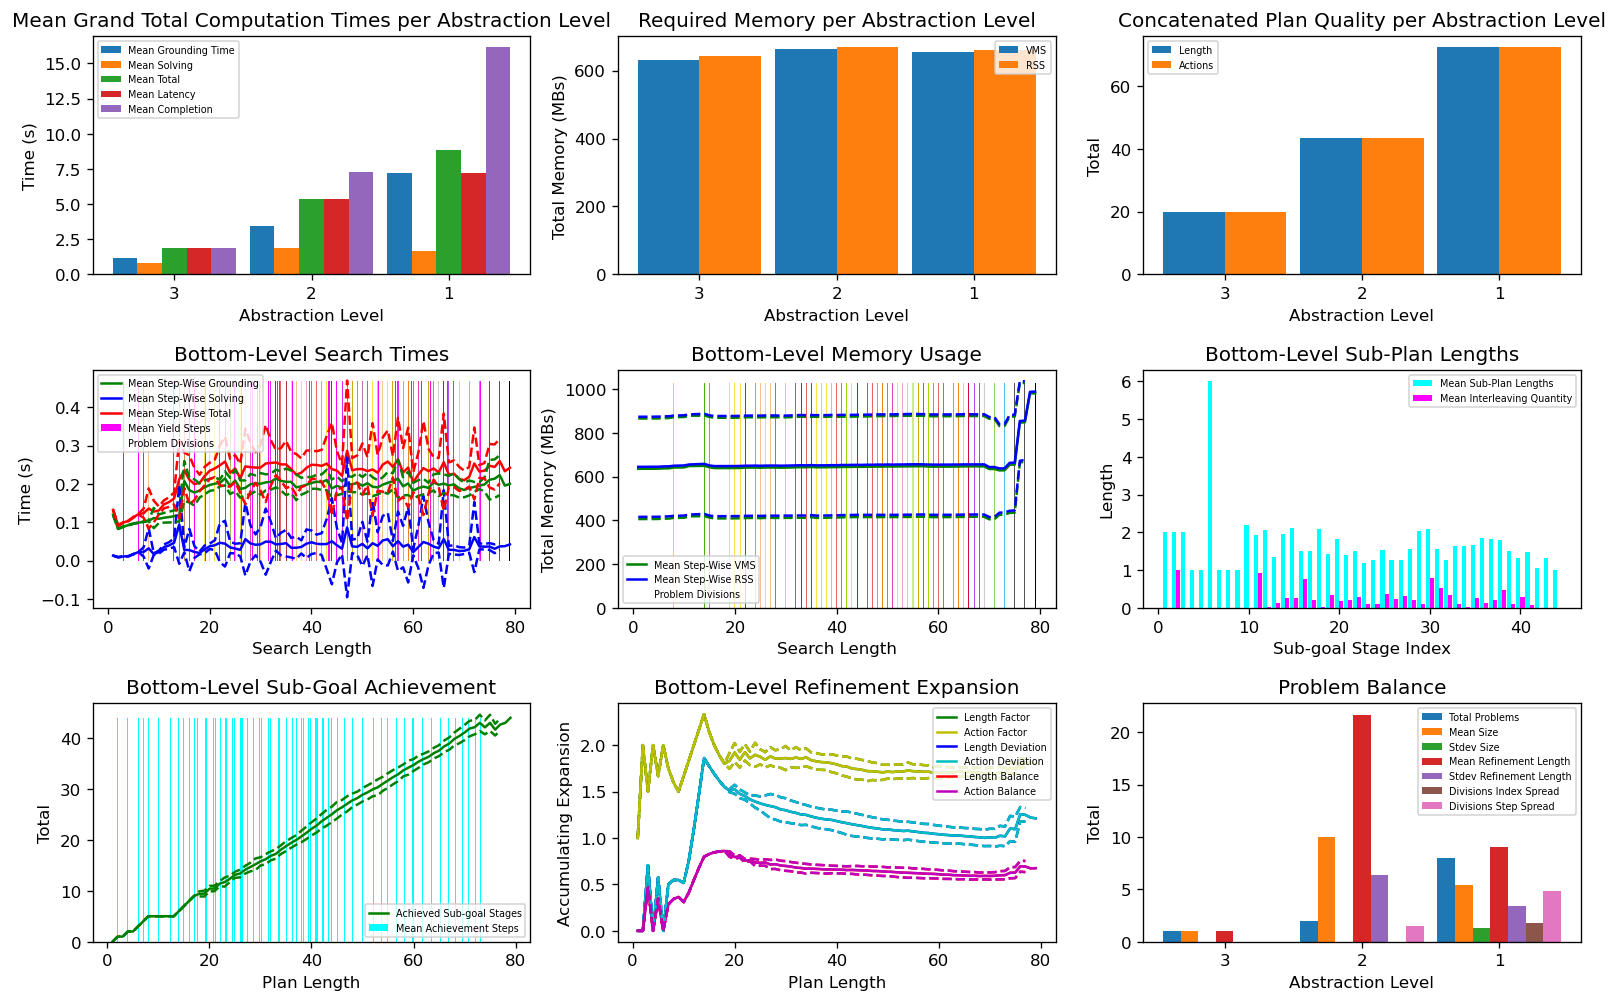 Mean Grand Total Computation Times per Abstraction Level
Time (s)
0.0
2.5
5.0
7.5
10.0
12.5
15.0
Mean Grounding Time
Mean Solving
Mean Total
Mean Latency
Mean Completion
3 2 1
Abstraction Level
Required Memory per Abstraction Level
Total Memory (MBs)
0
200
400
600
VMS
RSS
3 2 1
Abstraction Level
Concatenated Plan Quality per Abstraction Level
Total
0
20
40
60
Length
Actions
3 2 1
Abstraction Level
Bottom-Level Search Times
Time (s)
−0.1
0.0
0.1
0.2
0.3
0.4
Mean Step-Wise Grounding
Mean Step-Wise Solving
Mean Step-Wise Total
Mean Yield Steps
Problem Divisions
0 20 40 60 80
Search Length
Bottom-Level Memory Usage
Total Memory (MBs)
0
200
400
600
800
1000
Mean Step-Wise VMS
Mean Step-Wise RSS
Problem Divisions
0 20 40 60 80
Search Length
Bottom-Level Sub-Plan Lengths
Length
0
1
2
3
4
5
6
Mean Sub-Plan Lengths
Mean Interleaving Quantity
0 10 20 30 40
Sub-goal Stage Index
Bottom-Level Sub-Goal Achievement
Total
0
10
20
30
40
Achieved Sub-goal Stages
Mean Achievement Steps
0 20 40 60 80
Plan Length
Bottom-Level Refinement Expansion
Accumulating Expansion
0.0
0.5
1.0
1.5
2.0
Length Factor
Action Factor
Length Deviation
Action Deviation
Length Balance
Action Balance
0 20 40 60 80
Plan Length
Problem Balance
Total
0
5
10
15
20
Total Problems
Mean Size
Stdev Size
Mean Refinement Length
Stdev Refinement Length
Divisions Index Spread
Divisions Step Spread
3 2 1
Abstraction Level